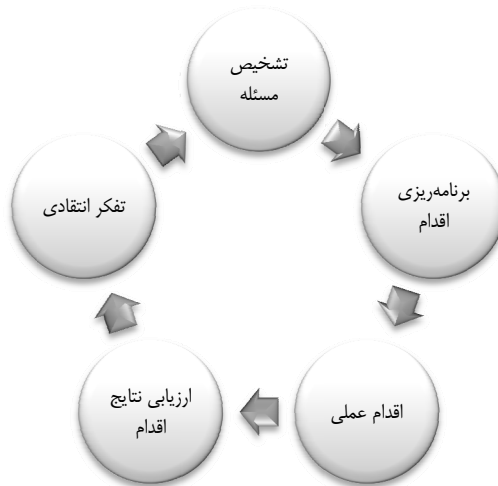 تشخیص
مسئله
برنامه‌ریزی
اقدام
اقدام عملی
ارزیابی نتایج
اقدام
تفکر انتقادی